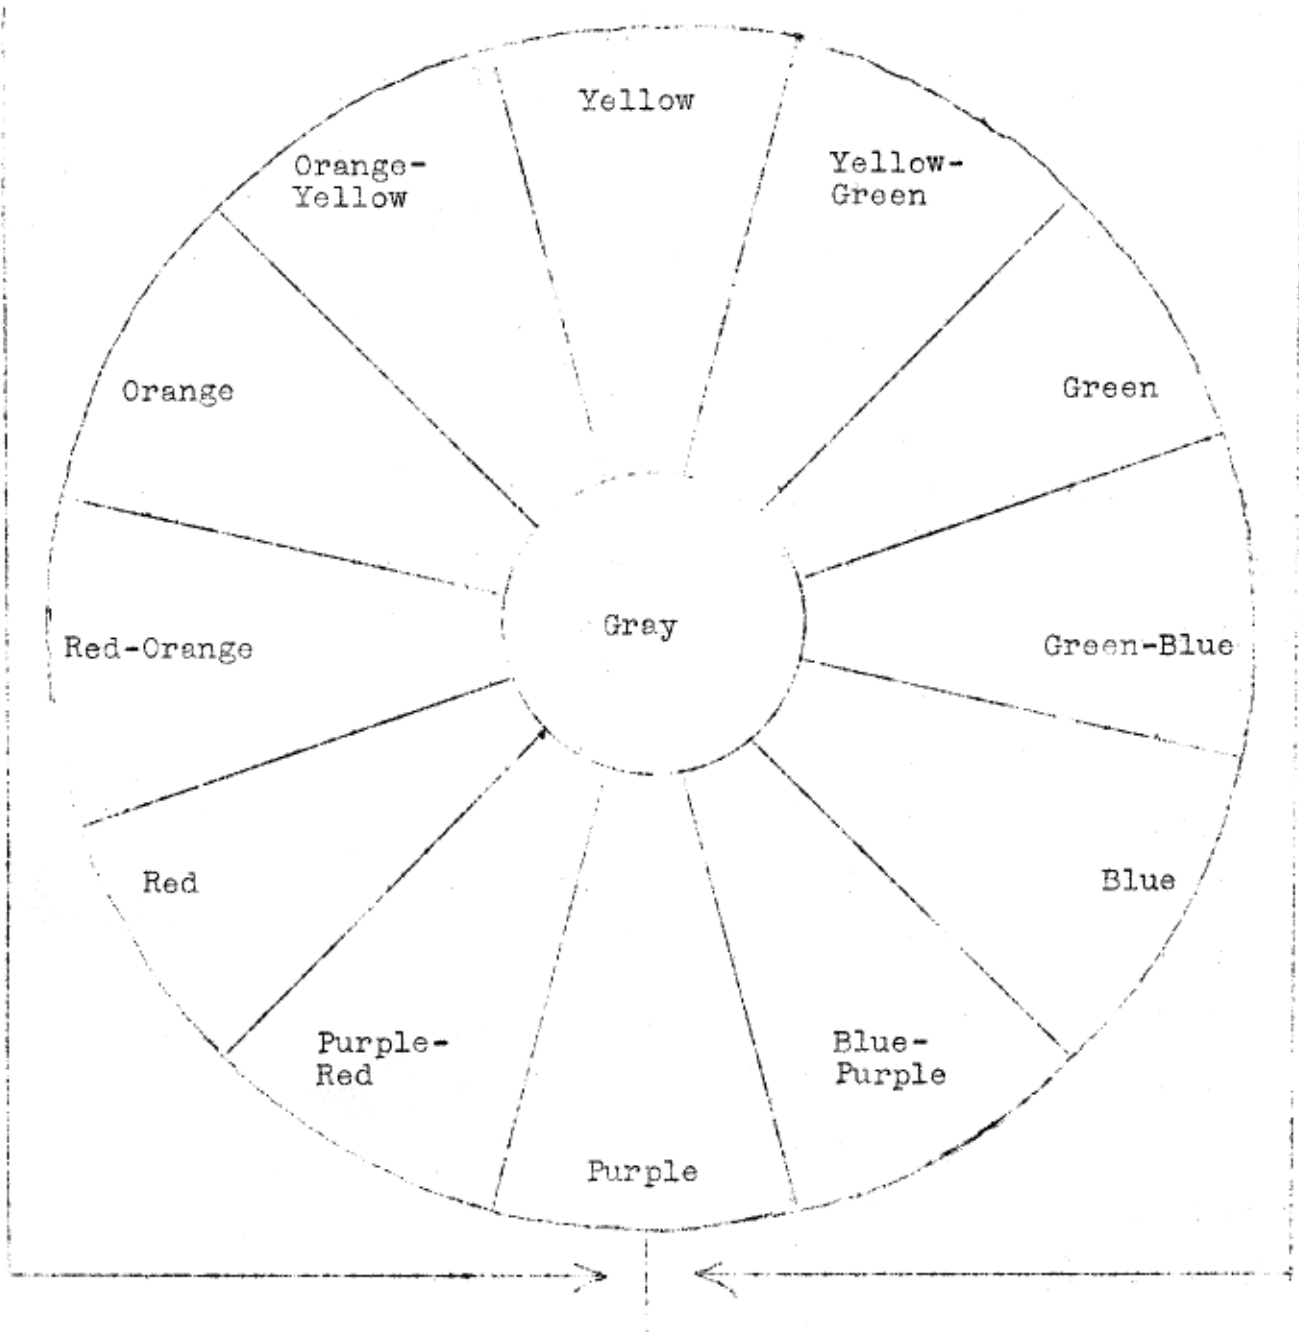 Yellow
Orange-
Yellow
Yellow-
Green
Orange
Green
Gray
Red-Orange
Green-Blue
Red
Blue
Purple-
Red
Blue-
Purple
Purple